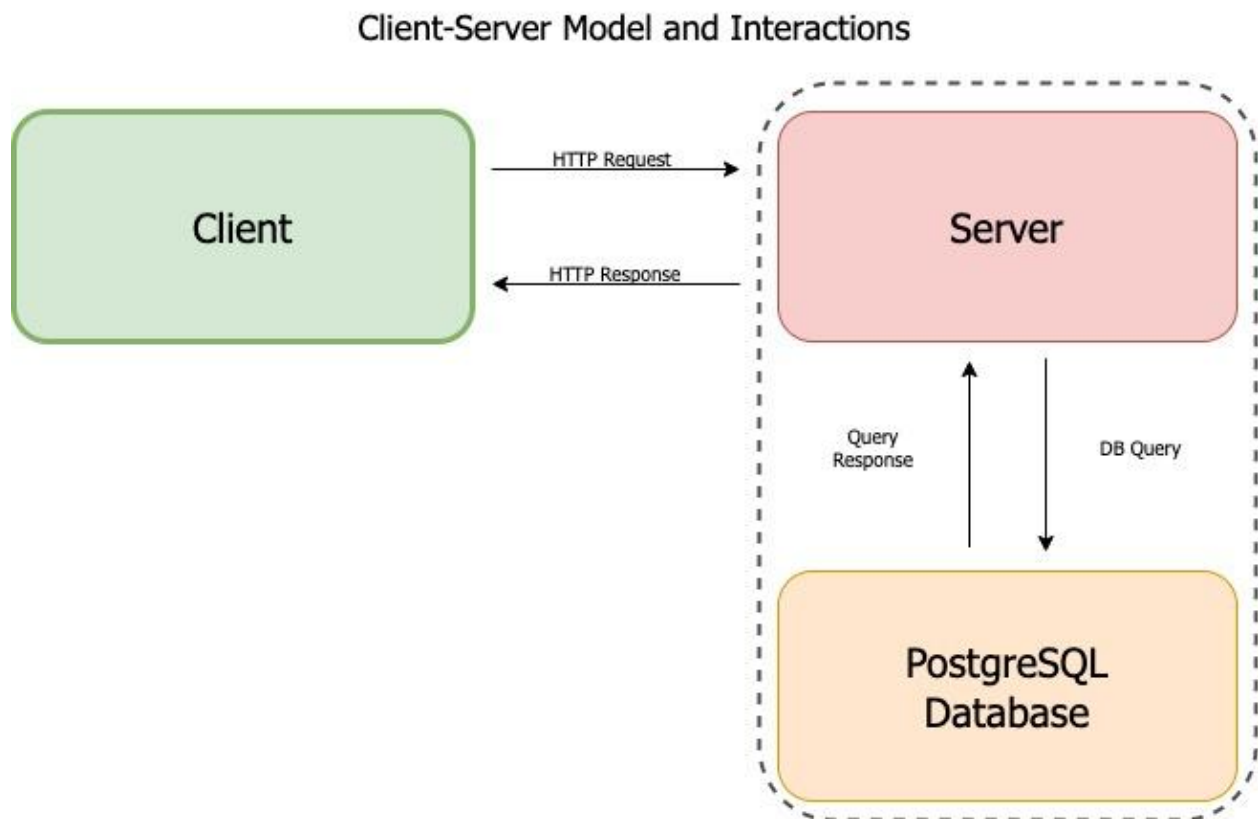 Client-Server Model and Interactions
Client
HTTP Request
HTTP Response
Server
Query
Response
DB Query
PostgreSQL
Database